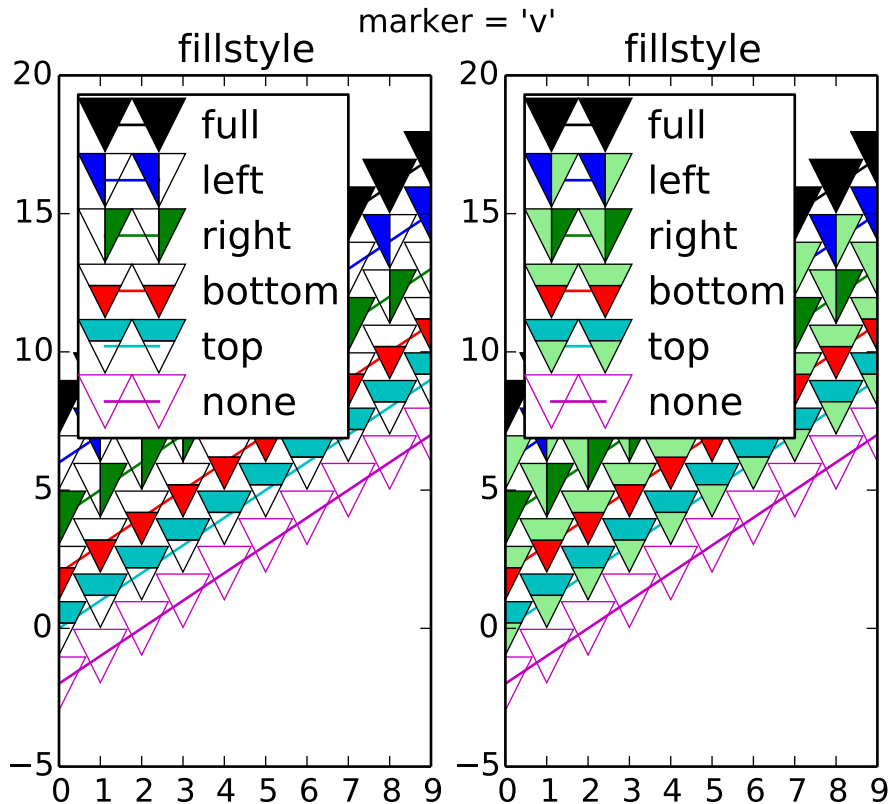 marker = 'v'
fillstyle
20
15
10
5
0
−5
0 1 2 3 4 5 6 7 8 9
full
left
right
bottom
top
none
fillstyle
20
15
10
5
0
−5
0 1 2 3 4 5 6 7 8 9
full
left
right
bottom
top
none